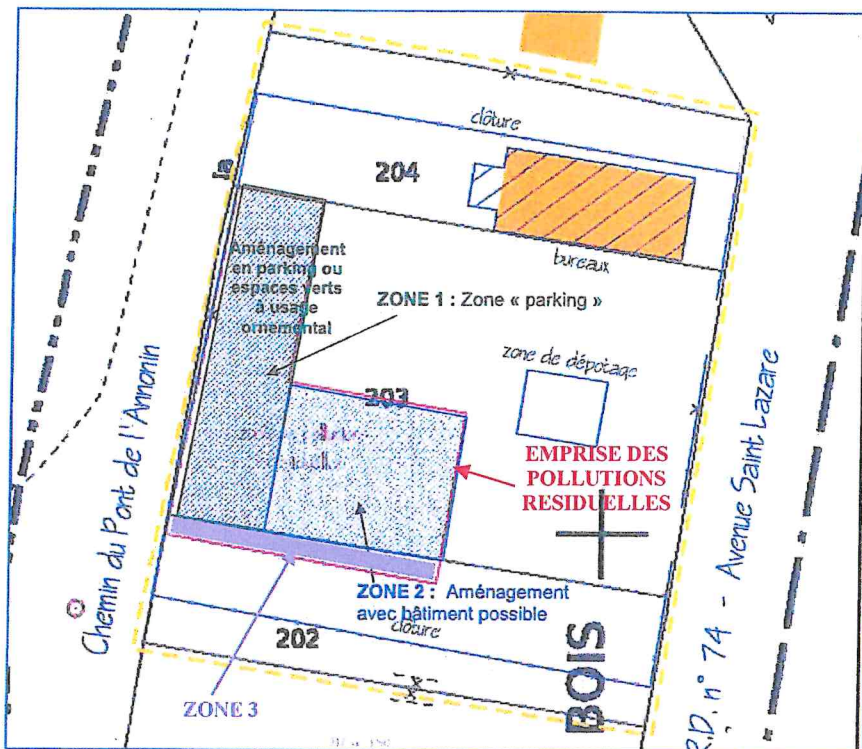 clôture
204
la
bureaux
Aménagement
en parking ou
espaces verts
à usage
ornemental
ZONE 1 : Zone « parking »
zone de dépotage
203
EMPRISE DES
POLLUTIONS
RESIDUELLES
Chemin du Pont de l'Annonin
R.D. n° 74 - Avenue Saint Lazare
ZONE 2 : Aménagement
avec bâtiment possible
clôture
202
BOIS
ZONE 3